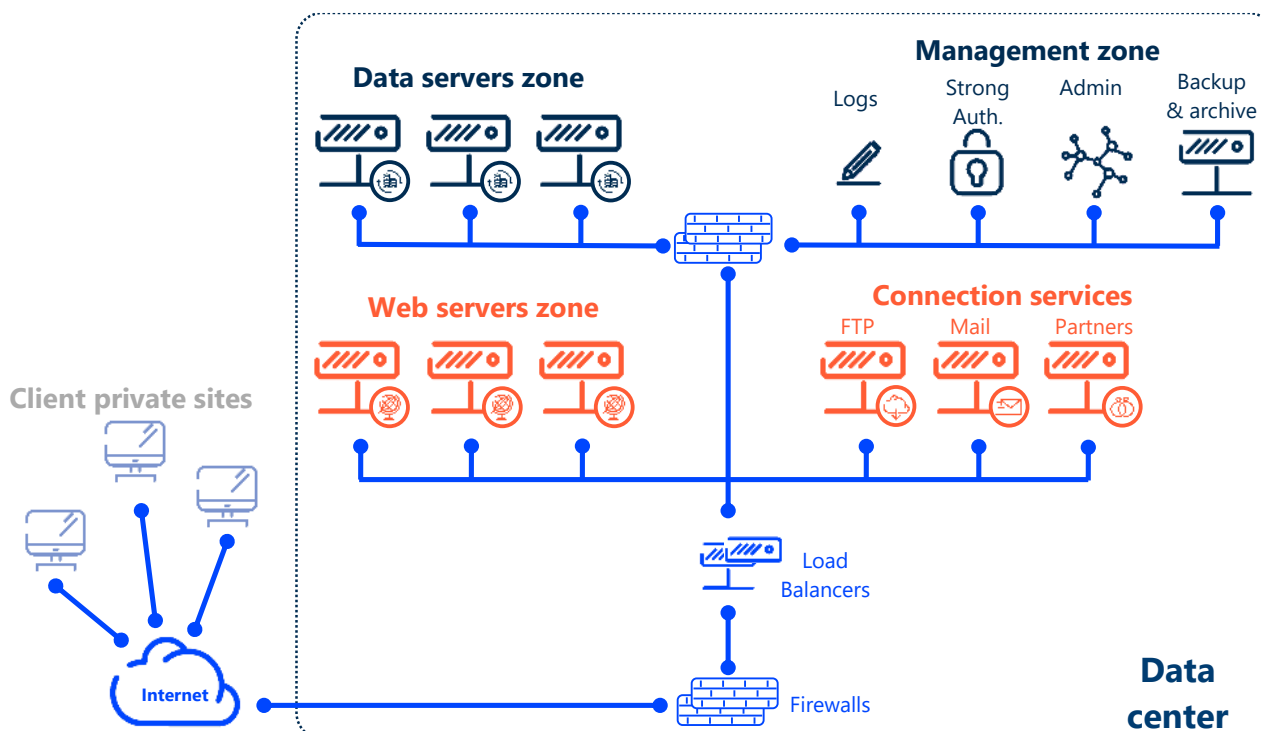 Management zone
Data servers zone
Logs
Strong
Auth.
Admin
Backup
& archive
Web servers zone
Connection services
FTP
Mail
Partners
Client private sites
Load
Balancers
Internet
Firewalls
Data
center